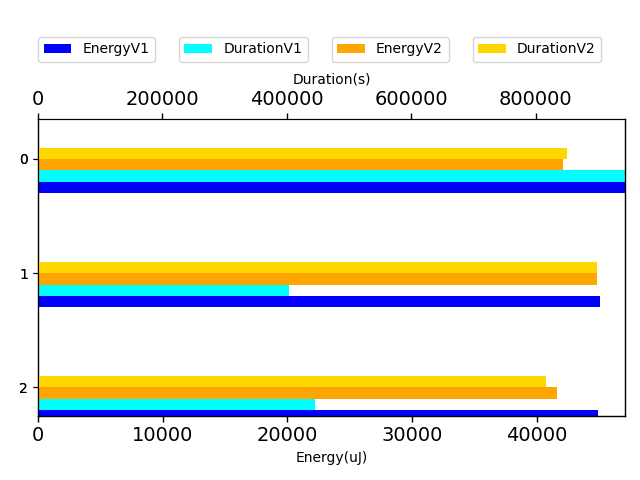 EnergyV1 DurationV1 EnergyV2 DurationV2
Duration(s)
0 200000 400000 600000 800000
0
1
2
0 10000 20000 30000 40000
Energy(uJ)